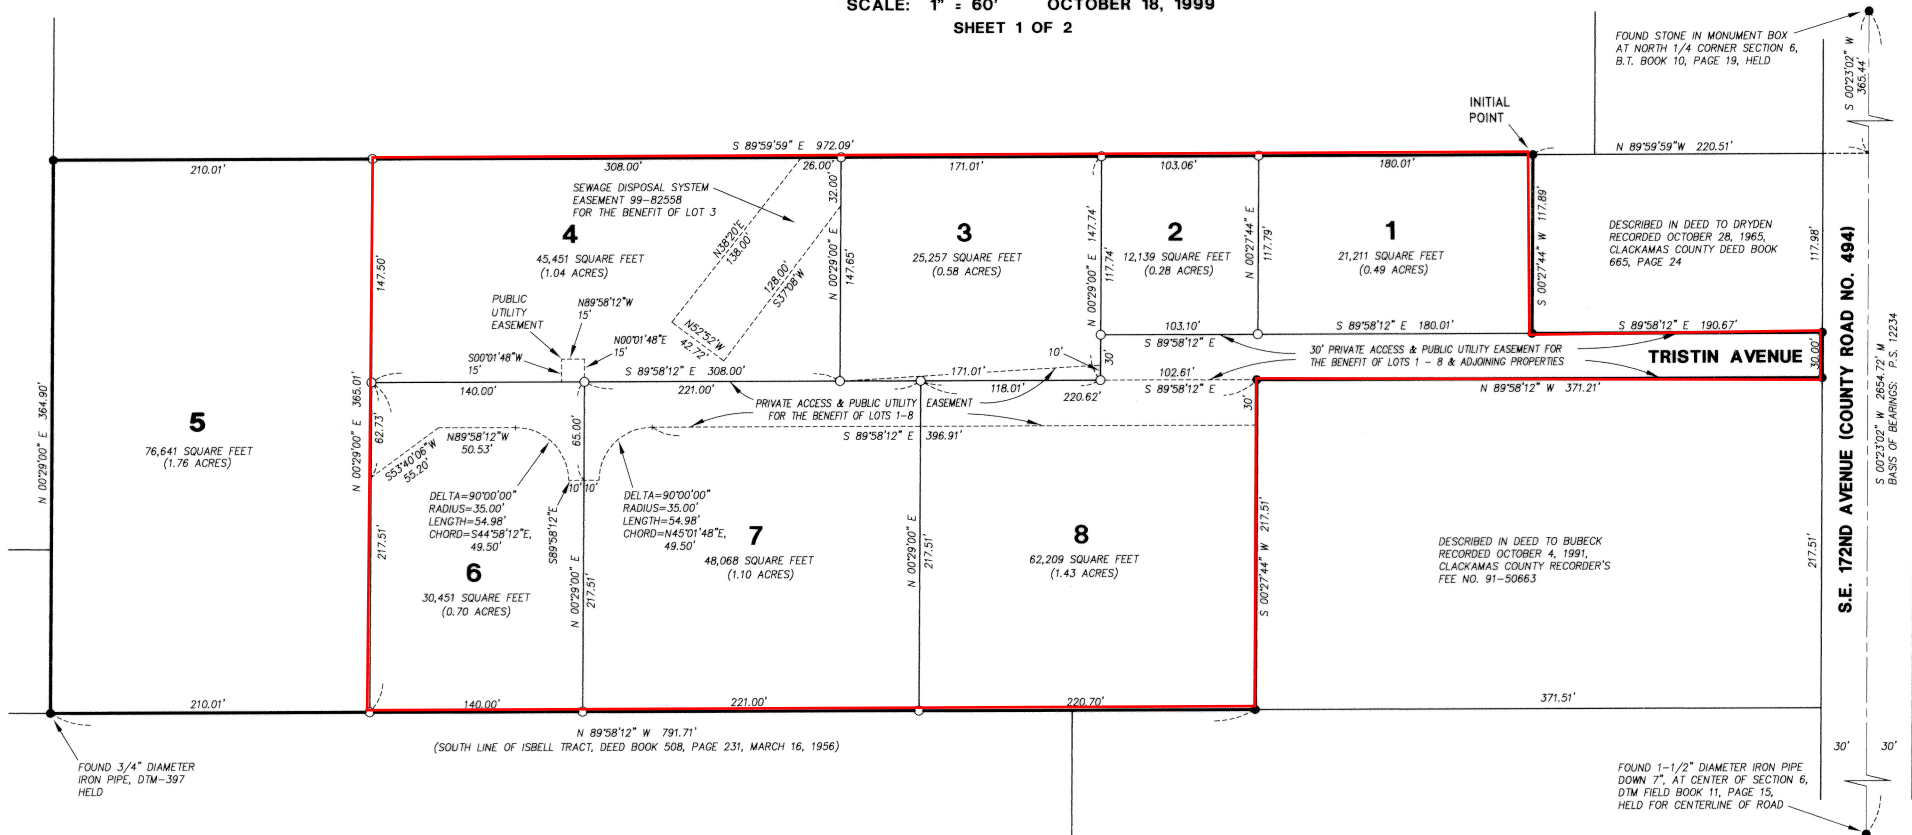 SCALE: 1" = 60' OCTOBER 18, 1999
SHEET 1 OF 2
FOUND STONE IN MONUMENT BOX
AT NORTH 1/4 CORNER SECTION 6,
B.T. BOOK 10, PAGE 19, HELD
S 00°23'02" W
365.44'
INITIAL
POINT
S 89°59'59" E 972.09'
N 89°59'59"W 220.51'
210.01'
308.00'
26.00'
171.01'
103.06'
180.01'
SEWAGE DISPOSAL SYSTEM
EASEMENT 99-82558
FOR THE BENEFIT OF LOT 3
4
45,451 SQUARE FEET
(1.04 ACRES)
147.50'
N38°20'E
138.00'
128.00'
S37°08'W
N52°52'W
42.72'
32.00'
N 00°29'00" E
147.65'
3
25,257 SQUARE FEET
(0.58 ACRES)
N 00°29'00" E 147.74'
117.74'
2
12,139 SQUARE FEET
(0.28 ACRES)
N 00°27'44" E
117.79'
1
21,211 SQUARE FEET
(0.49 ACRES)
S 00°27'44" W 117.89'
DESCRIBED IN DEED TO DRYDEN
RECORDED OCTOBER 28, 1965,
CLACKAMAS COUNTY DEED BOOK
665, PAGE 24
117.98'
S.E. 172ND AVENUE (COUNTY ROAD NO. 494)
S 00°23'02" W 2654.72' M
BASIS OF BEARINGS: P.S. 12234
PUBLIC
UTILITY
EASEMENT
N89°58'12"W
15'
N00°01'48"E
15'
S00°01'48"W
15'
103.10'
S 89°58'12" E
S 89°58'12" E 180.01'
S 89°58'12" E 190.67'
30' PRIVATE ACCESS & PUBLIC UTILITY EASEMENT FOR
THE BENEFIT OF LOTS 1 - 8 & ADJOINING PROPERTIES
TRISTIN AVENUE
30.00'
10'
30'
S 89°58'12" E 308.00'
171.01'
102.61'
S 89°58'12" E
N 89°58'12" W 371.21'
140.00'
221.00'
118.01'
220.62'
30'
PRIVATE ACCESS & PUBLIC UTILITY EASEMENT
FOR THE BENEFIT OF LOTS 1-8
S 89°58'12" E 396.91'
N 00°29'00" E 364.90'
5
76,641 SQUARE FEET
(1.76 ACRES)
N 00°29'00" E 365.01'
62.73'
N89°58'12"W
50.53'
S53°40'06"W
55.20'
65.00'
DELTA=90°00'00"
RADIUS=35.00'
LENGTH=54.98'
CHORD=S44°58'12"E,
49.50'
10' 10'
S89°58'12"E
DELTA=90°00'00"
RADIUS=35.00'
LENGTH=54.98'
CHORD=N45°01'48"E,
49.50'
217.51'
6
30,451 SQUARE FEET
(0.70 ACRES)
N 00°29'00" E
217.51'
7
48,068 SQUARE FEET
(1.10 ACRES)
N 00°29'00" E
217.51'
8
62,209 SQUARE FEET
(1.43 ACRES)
S 00°27'44" W 217.51'
DESCRIBED IN DEED TO BUBECK
RECORDED OCTOBER 4, 1991,
CLACKAMAS COUNTY RECORDER'S
FEE NO. 91-50663
217.51'
210.01'
140.00'
221.00'
220.70'
371.51'
N 89°58'12" W 791.71'
(SOUTH LINE OF ISBELL TRACT, DEED BOOK 508, PAGE 231, MARCH 16, 1956)
FOUND 3/4" DIAMETER
IRON PIPE, DTM-397
HELD
30'
30'
FOUND 1-1/2" DIAMETER IRON PIPE
DOWN 7", AT CENTER OF SECTION 6,
DTM FIELD BOOK 11, PAGE 15,
HELD FOR CENTERLINE OF ROAD